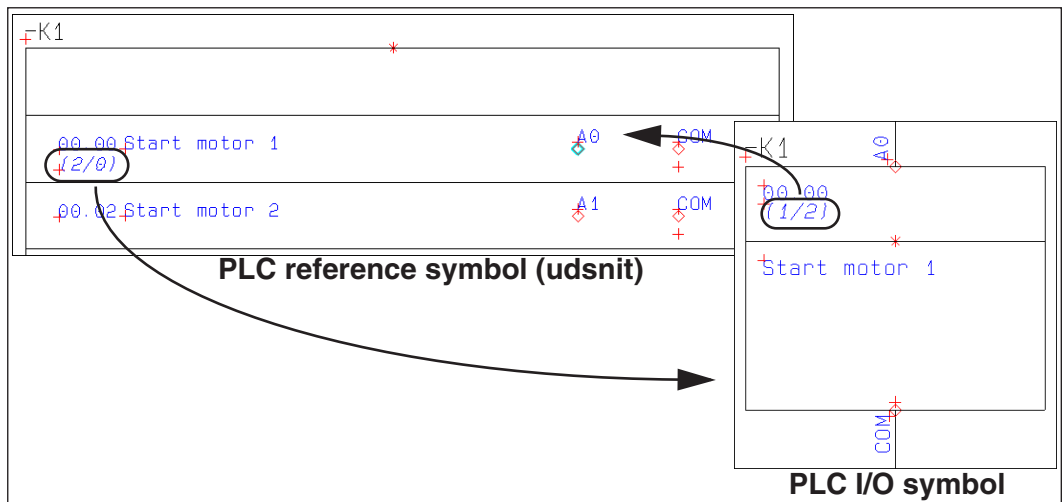 -K1
00.00 Start motor 1 A0 COM
(2/0)
00.02 Start motor 2 A1 COM
PLC reference symbol (udsnit)
-K1 A0
00.00
(1/2)
Start motor 1
COM
PLC I/O symbol